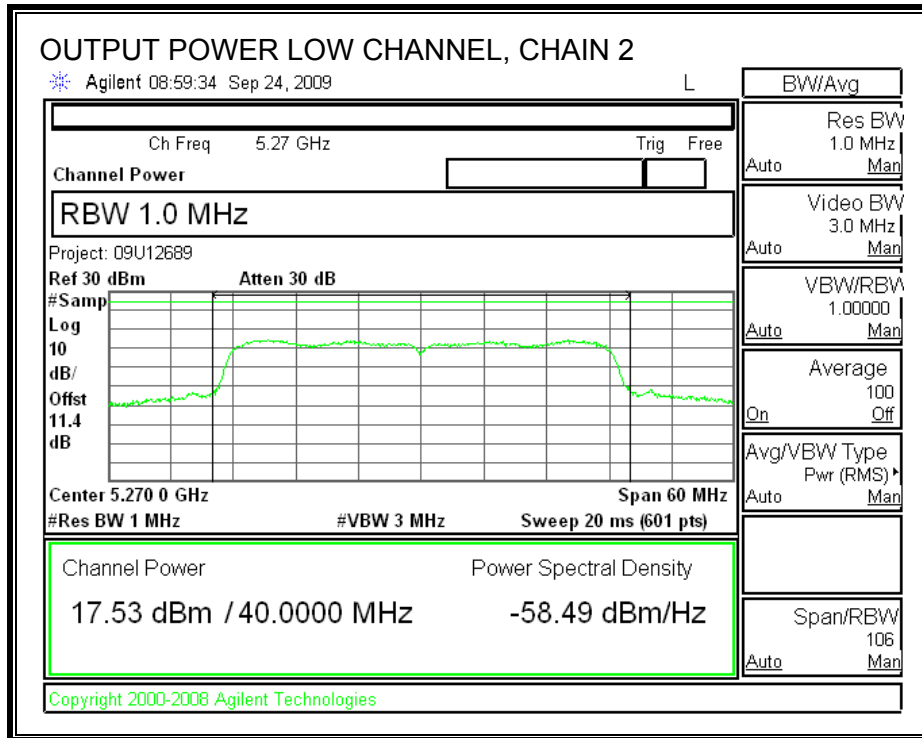 OUTPUT POWER LOW CHANNEL, CHAIN 2
Agilent 08:59:34 Sep 24, 2009 L
Ch Freq 5.27 GHz Trig Free
Channel Power
RBW 1.0 MHz
Project: 09U12689
Ref 30 dBm Atten 30 dB
#Samp
Log
10
dB/
Offst
11.4
dB
Center 5.270 0 GHz Span 60 MHz
#Res BW 1 MHz #VBW 3 MHz Sweep 20 ms (601 pts)
Channel Power Power Spectral Density
17.53 dBm / 40.0000 MHz -58.49 dBm/Hz
Copyright 2000-2008 Agilent Technologies
BW/Avg
Res BW
1.0 MHz
Auto Man
Video BW
3.0 MHz
Auto Man
VBW/RBW
1.00000
Auto Man
Average
100
On Off
Avg/VBW Type
Pwr (RMS)
Auto Man
Span/RBW
106
Auto Man